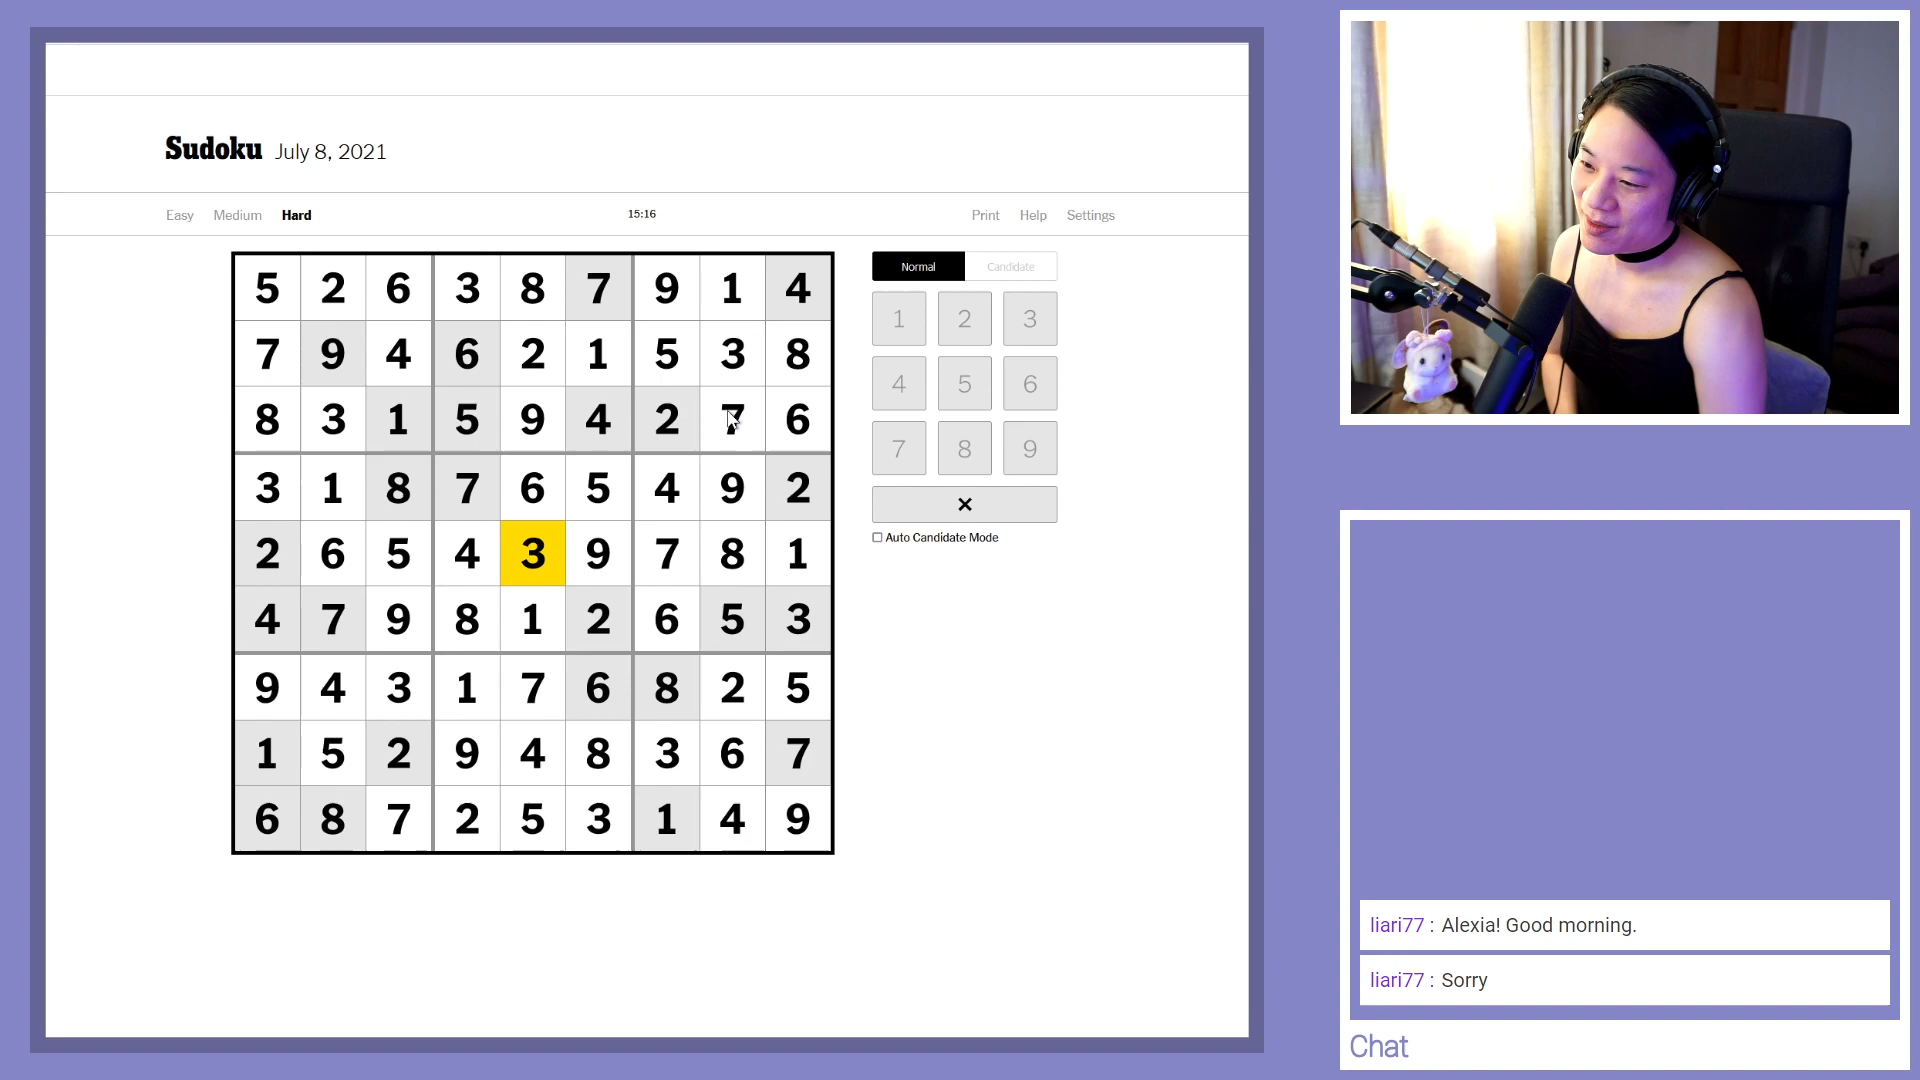 Sudoku July 8, 2021
Easy Medium Hard 15:16 Print Help Settings
5 2 6 3 8 7 9 1 4
7 9 4 6 2 1 5 3 8
8 3 1 5 9 4 2 7 6
3 1 8 7 6 5 4 9 2
2 6 5 4 3 9 7 8 1
4 7 9 8 1 2 6 5 3
9 4 3 1 7 6 8 2 5
1 5 2 9 4 8 3 6 7
6 8 7 2 5 3 1 4 9
Normal Candidate
1 2 3
4 5 6
7 8 9
Auto Candidate Mode
liari77 : Alexia! Good morning.
liari77 : Sorry
Chat